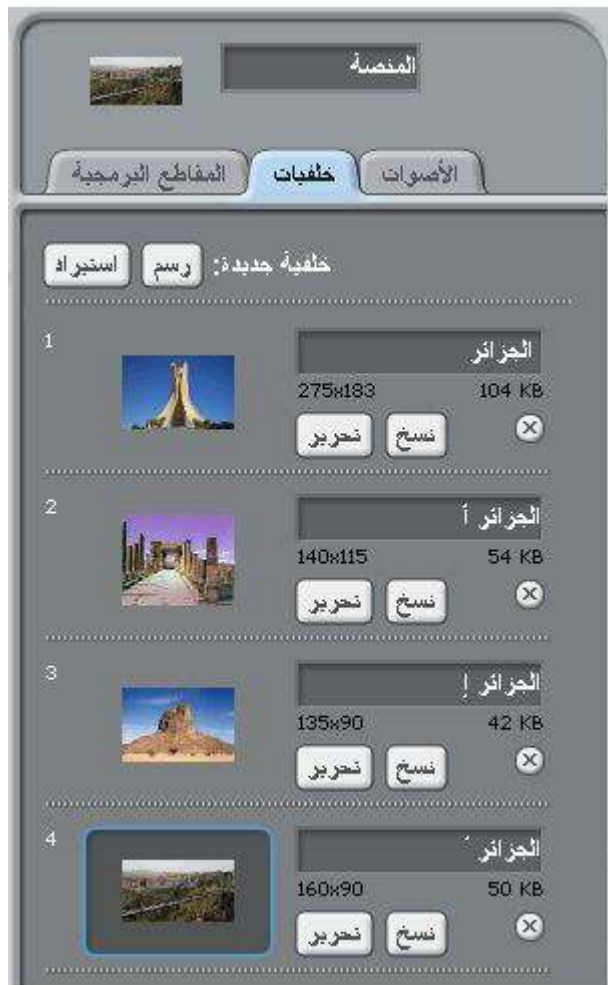 المنصة
الأصوات خلفيات المقاطع البرمجية
خلفية جديدة: رسم استيراد
1
الجزائر
275x183 104 KB
نسخ تحرير
2
الجزائر أ
140x115 54 KB
نسخ تحرير
3
الجزائر إ
135x90 42 KB
نسخ تحرير
4
الجزائر
160x90 50 KB
نسخ تحرير